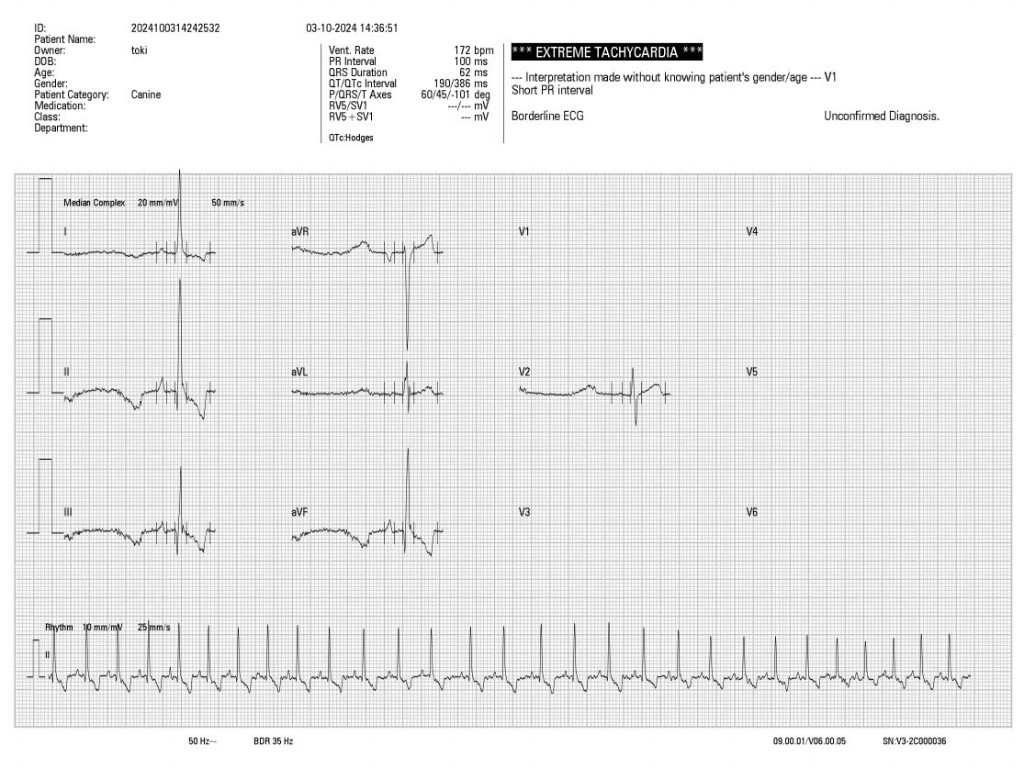 ID: 2024100314242532 03-10-2024 14:36:51
Patient Name:
Owner: toki
DOB:
Age:
Gender:
Patient Category: Canine
Medication:
Class:
Department:
Vent. Rate 172 bpm
PR Interval 100 ms
QRS Duration 62 ms
QT/QTc Interval 190/386 ms
P/QRS/T Axes 60/45/-101 deg
RV5/SV1 ---/--- mV
RV5+SV1 --- mV
QTc:Hodges
*** EXTREME TACHYCARDIA ***
--- Interpretation made without knowing patient's gender/age --- V1
Short PR interval
Borderline ECG Unconfirmed Diagnosis.
Median Complex 20 mm/mV 50 mm/s
I aVR V1 V4
II aVL V2 V5
III aVF V3 V6
Rhythm 10 mm/mV 25 mm/s
II
50 Hz-- BDR 35 Hz 09.00.01/V06.00.05 SN:V3-2C000036